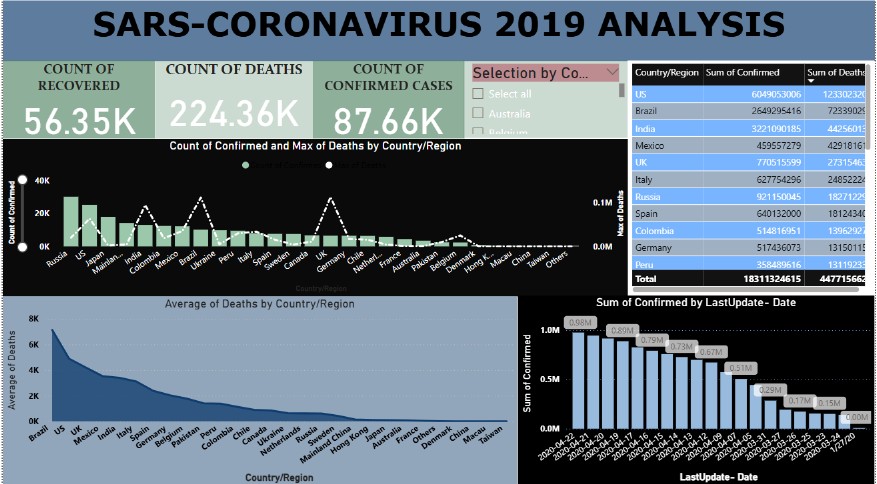 SARS-CORONAVIRUS 2019 ANALYSIS
COUNT OF
RECOVERED
56.35K
COUNT OF DEATHS
224.36K
COUNT OF
CONFIRMED CASES
87.66K
Selection by Co...
Select all
Australia
Belgium
Country/Region Sum of Confirmed Sum of Deaths
US 6049053006 123302320
Brazil 2649295416 72339029
India 3221090185 44256013
Mexico 459557279 42918161
UK 770515599 27315463
Italy 627754296 24852224
Russia 921150045 18271229
Spain 640132000 18124340
Colombia 514816951 13962927
Germany 517436073 13150115
Peru 358489616 13119233
Total 18311324615 447715662
Count of Confirmed and Max of Deaths by Country/Region
Count of Confirmed Max of Deaths
Count of Confirmed
40K
20K
0K
Max of Deaths
0.1M
0.0M
Russia
US
Japan
Mainlan...
India
Colombia
Mexico
Brazil
Ukraine
Peru
Italy
Spain
Sweden
Canada
UK
Germany
Chile
Netherl...
France
Australia
Pakistan
Belgium
Denmark
Hong K...
Macau
China
Taiwan
Others
Country/Region
Average of Deaths by Country/Region
Average of Deaths
8K
6K
4K
2K
0K
Brazil
US
UK
Mexico
India
Italy
Spain
Germany
Belgium
Pakistan
Peru
Colombia
Chile
Canada
Ukraine
Netherlands
Russia
Sweden
Mainland China
Hong Kong
Japan
Australia
France
Others
Denmark
China
Macau
Taiwan
Country/Region
Sum of Confirmed by LastUpdate- Date
Sum of Confirmed
1.0M
0.5M
0.0M
0.98M
0.89M
0.79M
0.73M
0.67M
0.51M
0.29M
0.17M
0.15M
0.00M
2020-04-22
2020-04-21
2020-04-20
2020-04-19
2020-04-17
2020-04-16
2020-04-15
2020-04-14
2020-04-13
2020-04-12
2020-04-09
2020-04-05
2020-03-31
2020-03-27
2020-03-26
2020-03-25
2020-03-23
2020-03-24
1/27/20
LastUpdate- Date